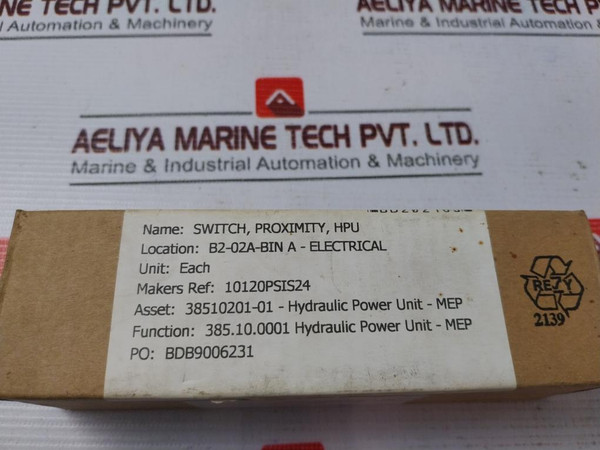 TECH PVT. LTD.
Automation & Machinery
AELIYA MARINE
Marine & Industrial Au
AELIYA MARINE TECH PVT. LTD.
Marine & Industrial Automation & Machinery
Name: SWITCH, PROXIMITY, HPU
Location: B2-02A-BIN A - ELECTRICAL
Unit: Each
Makers Ref: 10120PSIS24
Asset: 38510201-01 - Hydraulic Power Unit - MEP
Function: 385.10.0001 Hydraulic Power Unit - MEP
PO: BDB9006231
RESY
2139